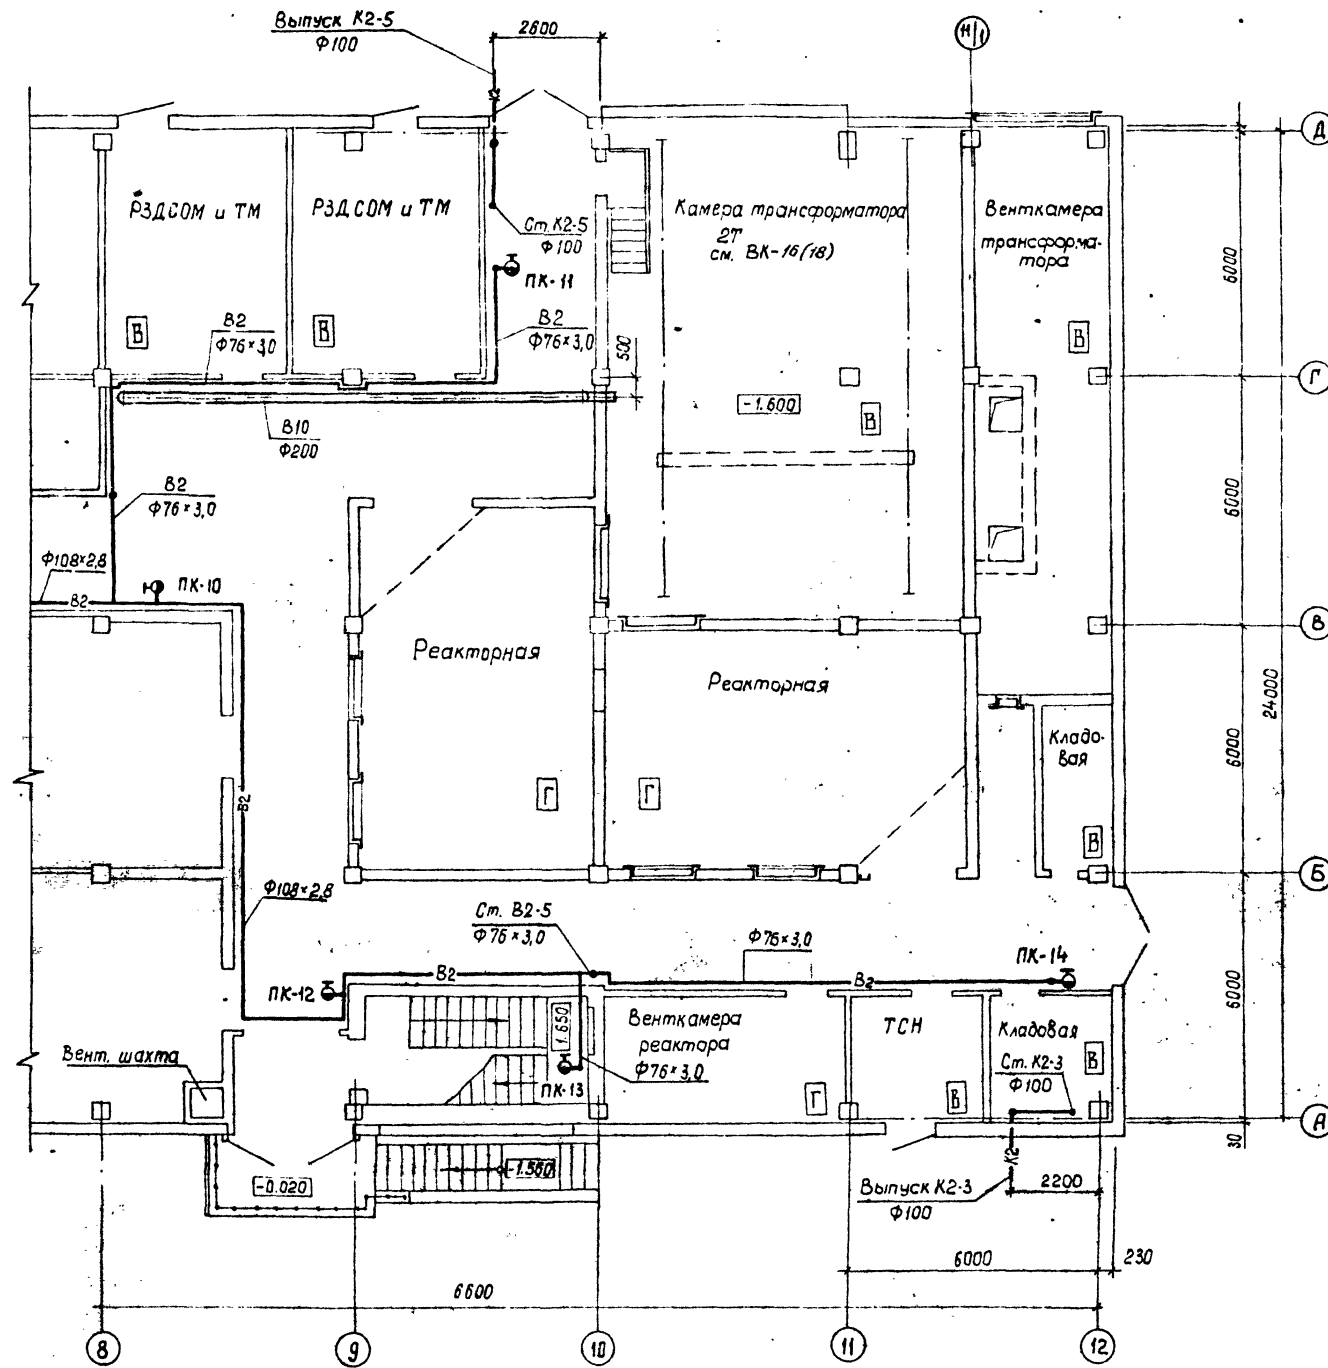 Выпуск К2-5
Ф100
2600
11/1
К2
Д
РЗДСОМ и ТМ
РЗДСОМ и ТМ
Ст. К2-5
Ф100
ПК-11
Камера трансформатора
2Т
см. ВК-16(18)
Венткамера
трансформа-
тора
6000
В
В2
Ф76×3,0
В
В2
Ф76×3,0
500
В
Г
-1.600
В
В10
Ф200
В2
Ф76×3,0
6000
Ф108×2,8
В2
ПК-10
В
Реакторная
Реакторная
24000
Кладо-
вая
6000
В2
Г
Г
В
Б
Ф108×2,8
Ст. В2-5
Ф76×3,0
Ф76×3,0
В2
В2
ПК-14
ПК-12
6000
1.650
Венткамера
реактора
Ф76×3,0
ТСН
Кладовая
Ст. К2-3
Ф100
В
Вент. шахта
ПК-13
Г
В
А
30
-0.020
-1.580
К2
Выпуск К2-3
Ф100
2200
6000
230
6600
8
9
10
11
12